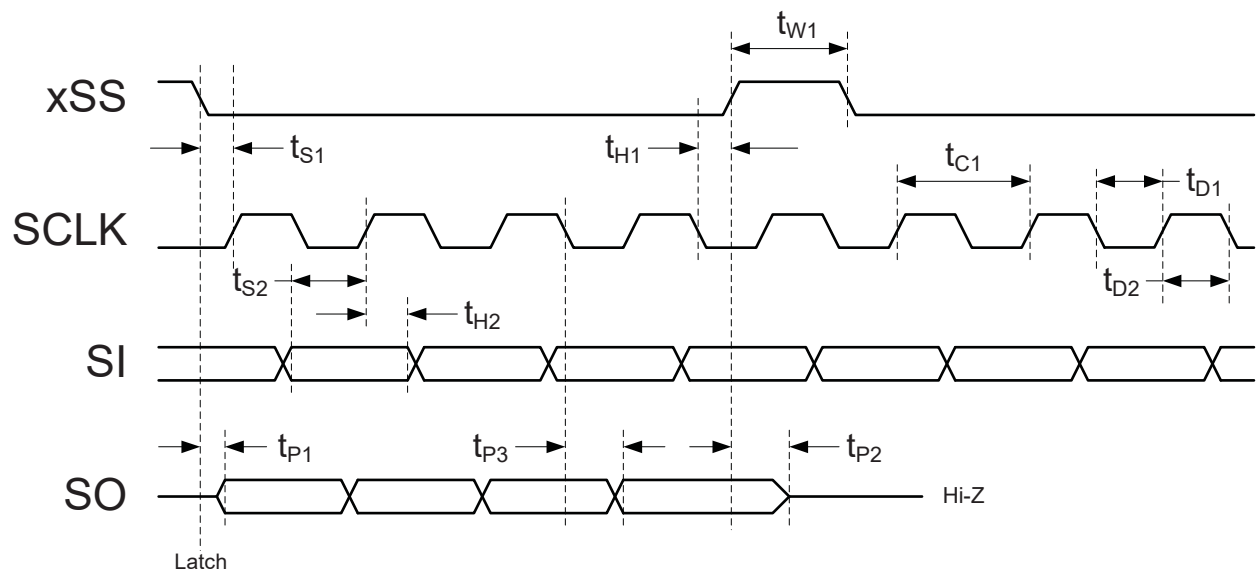 tW1
xSS
tS1
tH1
tC1
tD1
SCLK
tS2
tD2
tH2
SI
tP1
tP3
tP2
SO
Hi-Z
Latch